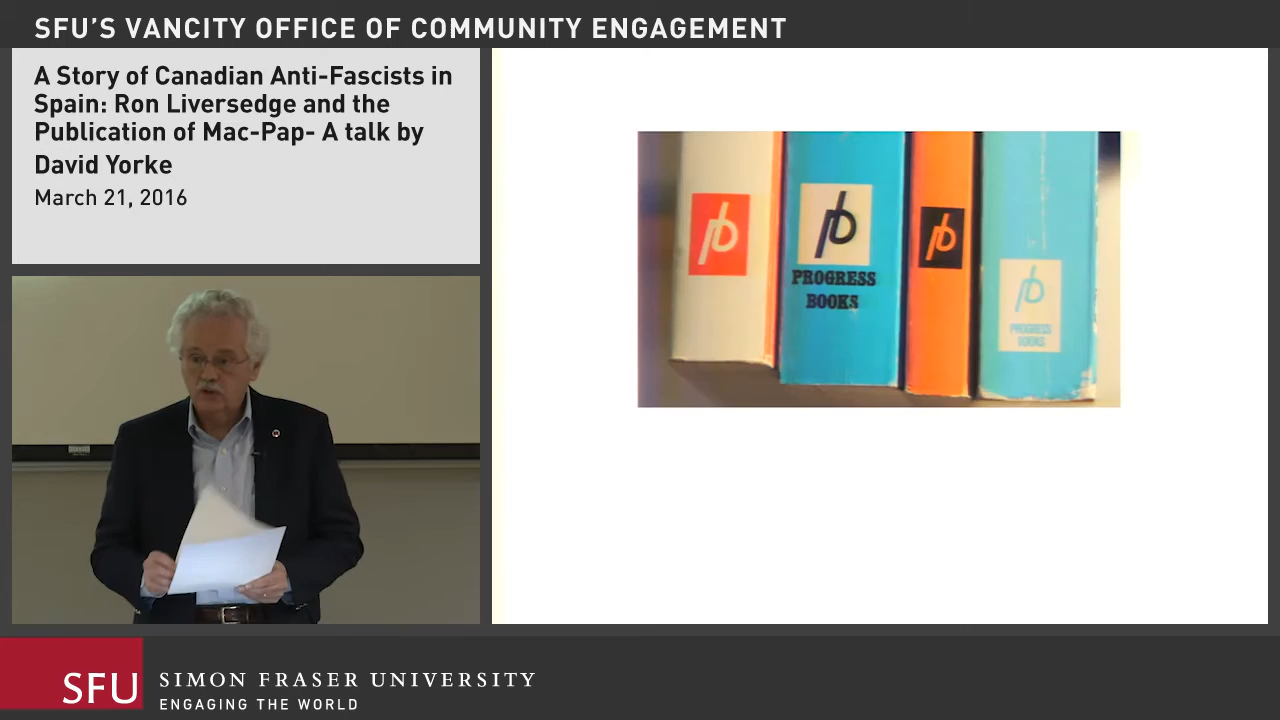 SFU'S VANCITY OFFICE OF COMMUNITY ENGAGEMENT
A Story of Canadian Anti-Fascists in
Spain: Ron Liversedge and the
Publication of Mac-Pap- A talk by
David Yorke
March 21, 2016
pb
pb
PROGRESS
BOOKS
pb
pb
PROGRESS
BOOKS
SFU
SIMON FRASER UNIVERSITY
ENGAGING THE WORLD